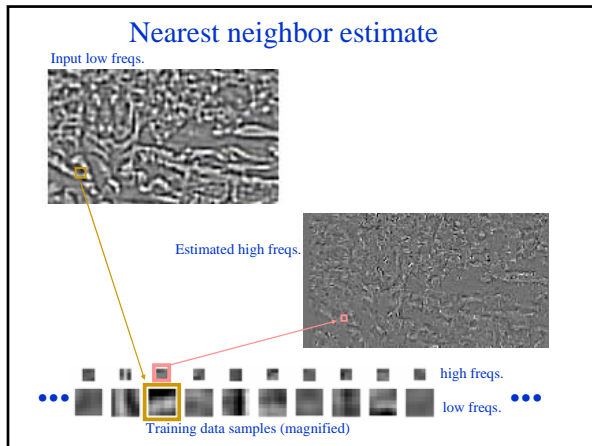 Nearest neighbor estimate
Input low freqs.
Estimated high freqs.
high freqs.
••• low freqs. •••
Training data samples (magnified)